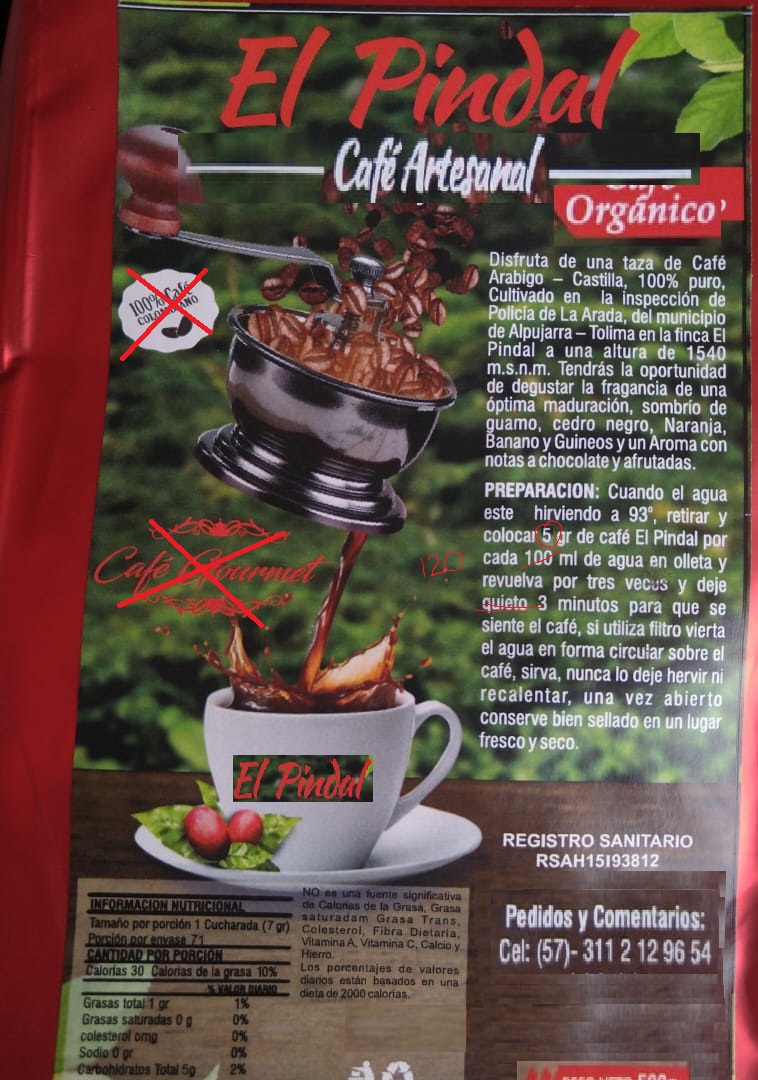 El Pindal
Café Artesanal
Café
Orgánico
100% Café
COLOMBIANO
Disfruta de una taza de Café
Arabigo – Castilla, 100% puro,
Cultivado en la inspección de
Policía de La Arada, del municipio
de Alpujarra – Tolima en la finca El
Pindal a una altura de 1540
m.s.n.m. Tendrás la oportunidad
de degustar la fragancia de una
óptima maduración, sombrío de
guamo, cedro negro, Naranja,
Banano y Guineos y un Aroma con
notas a chocolate y afrutadas.
PREPARACION: Cuando el agua
este hirviendo a 93°, retirar y
colocar 5 gr de café El Pindal por
120
cada 100 ml de agua en olleta y
revuelva por tres veces y deje
quieto 3 minutos para que se
siente el café, si utiliza filtro vierta
el agua en forma circular sobre el
café, sirva, nunca lo deje hervir ni
recalentar, una vez abierto
conserve bien sellado en un lugar
fresco y seco.
Café Gourmet
El Pindal
REGISTRO SANITARIO
RSAH15I93812
Pedidos y Comentarios:
Cel: (57)- 311 2 12 96 54
INFORMACION NUTRICIONAL
Tamaño por porción 1 Cucharada (7 gr)
Porción por envase 71
CANTIDAD POR PORCIÓN
Calorías 30 Calorías de la grasa 10%
% VALOR DIARIO
Grasas total 1 gr 1%
Grasas saturadas 0 g 0%
colesterol omg 0%
Sodio 0 gr 0%
Carbohidratos Total 5g 2%
NO es una fuente significativa
de Calorías de la Grasa, Grasa
saturadam Grasa Trans,
Colesterol, Fibra Dietaria,
Vitamina A, Vitamina C, Calcio y
Hierro.
Los porcentajes de valores
diarios están basados en una
dieta de 2000 calorías.